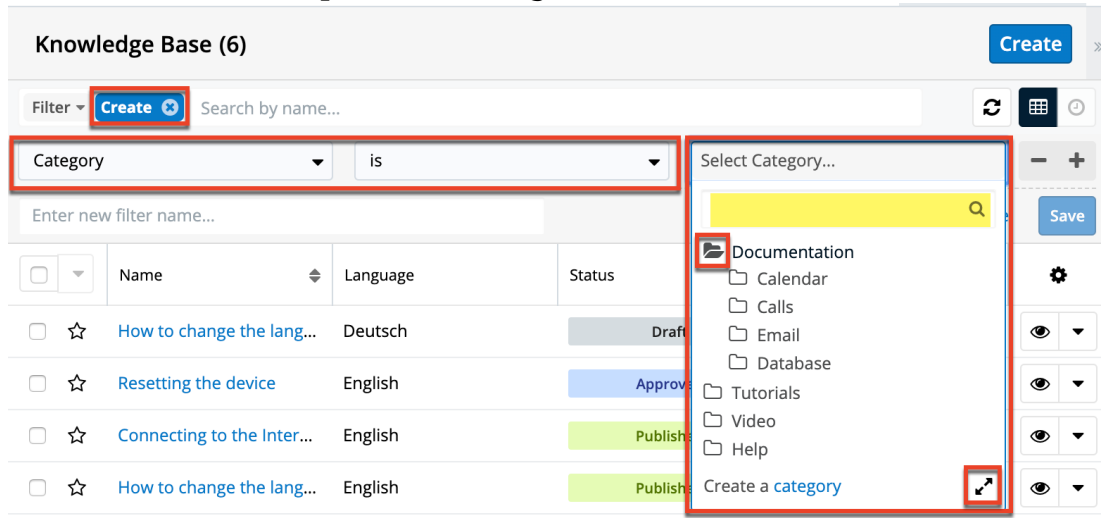 Knowledge Base (6)
Create
Filter
Create
Search by name...
Category
is
Select Category...
Enter new filter name...
Save
Documentation
Calendar
Calls
Email
Database
Tutorials
Video
Help
Create a category
Name
Language
Status
How to change the lang...
Deutsch
Draft
Resetting the device
English
Approve
Connecting to the Inter...
English
Publish
How to change the lang...
English
Publish